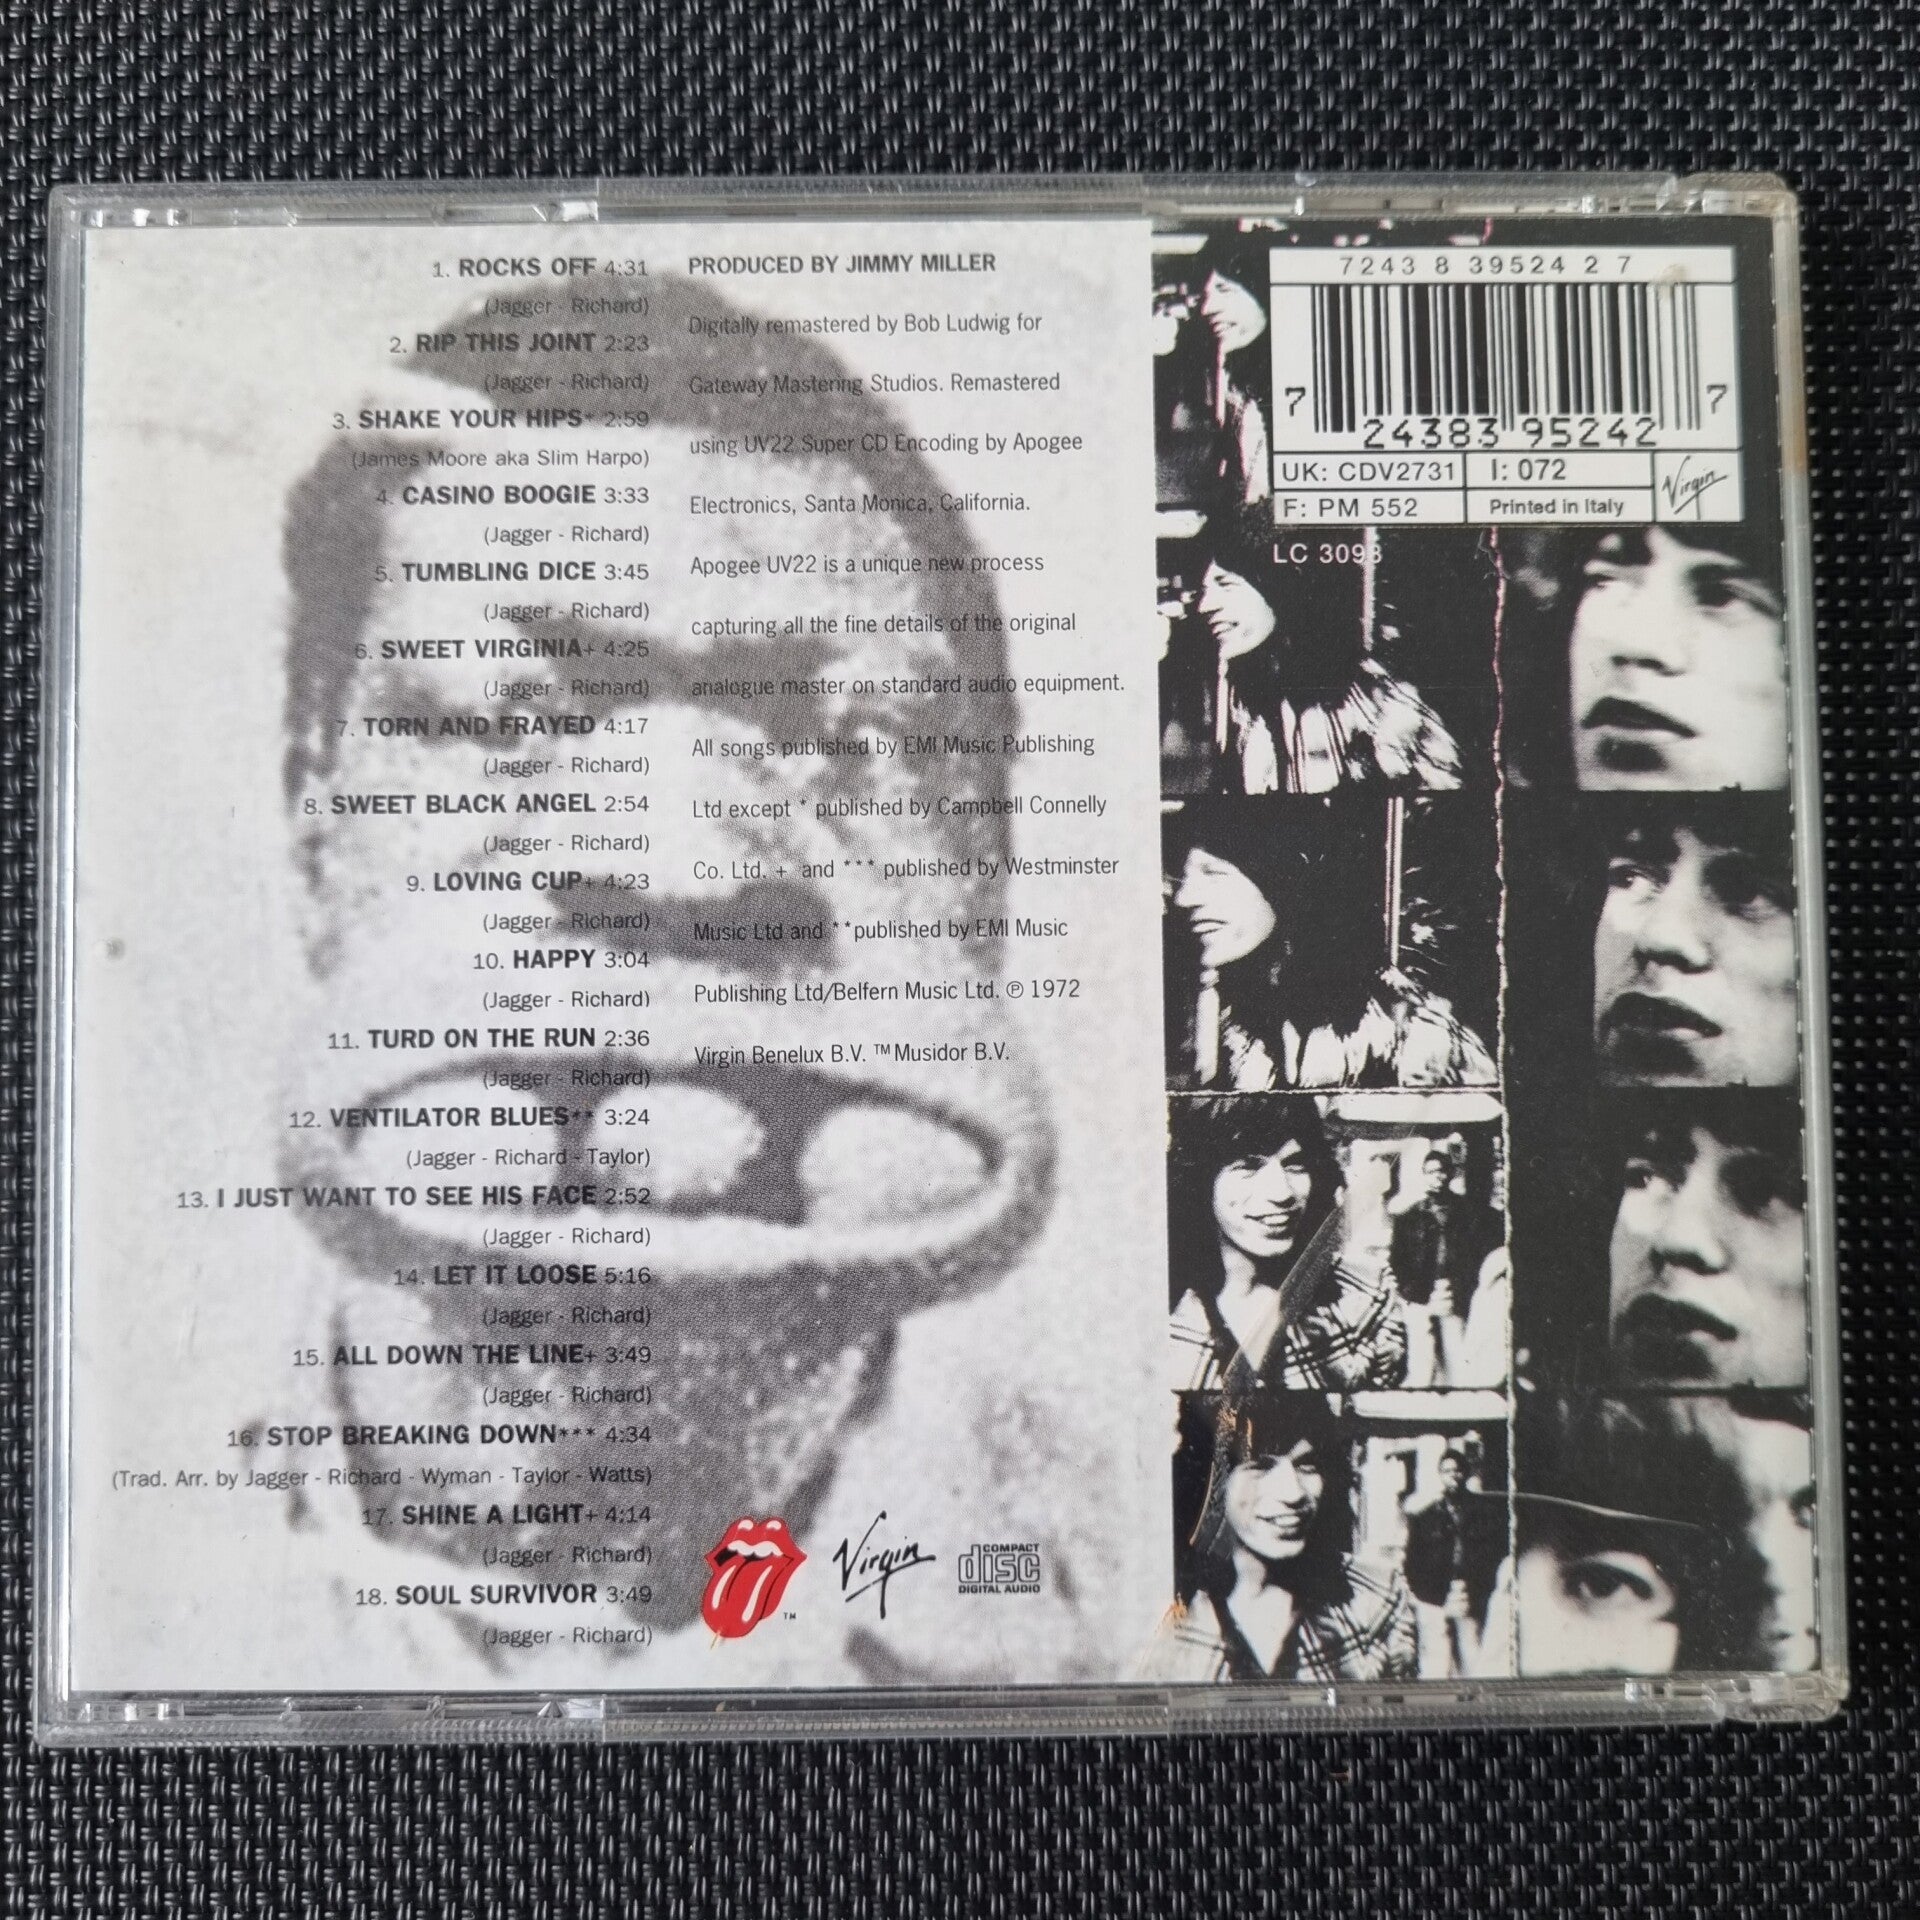 1. ROCKS OFF 4:31
(Jagger - Richard)
2. RIP THIS JOINT 2:23
(Jagger - Richard)
3. SHAKE YOUR HIPS* 2:59
(James Moore aka Slim Harpo)
4. CASINO BOOGIE 3:33
(Jagger - Richard)
5. TUMBLING DICE 3:45
(Jagger - Richard)
6. SWEET VIRGINIA+ 4:25
(Jagger - Richard)
7. TORN AND FRAYED 4:17
(Jagger - Richard)
8. SWEET BLACK ANGEL 2:54
(Jagger - Richard)
9. LOVING CUP+ 4:23
(Jagger - Richard)
10. HAPPY 3:04
(Jagger - Richard)
11. TURD ON THE RUN 2:36
(Jagger - Richard)
12. VENTILATOR BLUES** 3:24
(Jagger - Richard - Taylor)
13. I JUST WANT TO SEE HIS FACE 2:52
(Jagger - Richard)
14. LET IT LOOSE 5:16
(Jagger - Richard)
15. ALL DOWN THE LINE+ 3:49
(Jagger - Richard)
16. STOP BREAKING DOWN*** 4:34
(Trad. Arr. by Jagger - Richard - Wyman - Taylor - Watts)
17. SHINE A LIGHT+ 4:14
(Jagger - Richard)
18. SOUL SURVIVOR 3:49
(Jagger - Richard)
PRODUCED BY JIMMY MILLER
Digitally remastered by Bob Ludwig for
Gateway Mastering Studios. Remastered
using UV22 Super CD Encoding by Apogee
Electronics, Santa Monica, California.
Apogee UV22 is a unique new process
capturing all the fine details of the original
analogue master on standard audio equipment.
All songs published by EMI Music Publishing
Ltd except * published by Campbell Connelly
Co. Ltd. + and *** published by Westminster
Music Ltd and **published by EMI Music
Publishing Ltd/Belfern Music Ltd. ℗ 1972
Virgin Benelux B.V. ™ Musidor B.V.
™
Virgin
COMPACT
disc
DIGITAL AUDIO
7243 8 39524 2 7
7 24383 95242 7
UK: CDV2731 I: 072
F: PM 552 Printed in Italy
Virgin
LC 3098